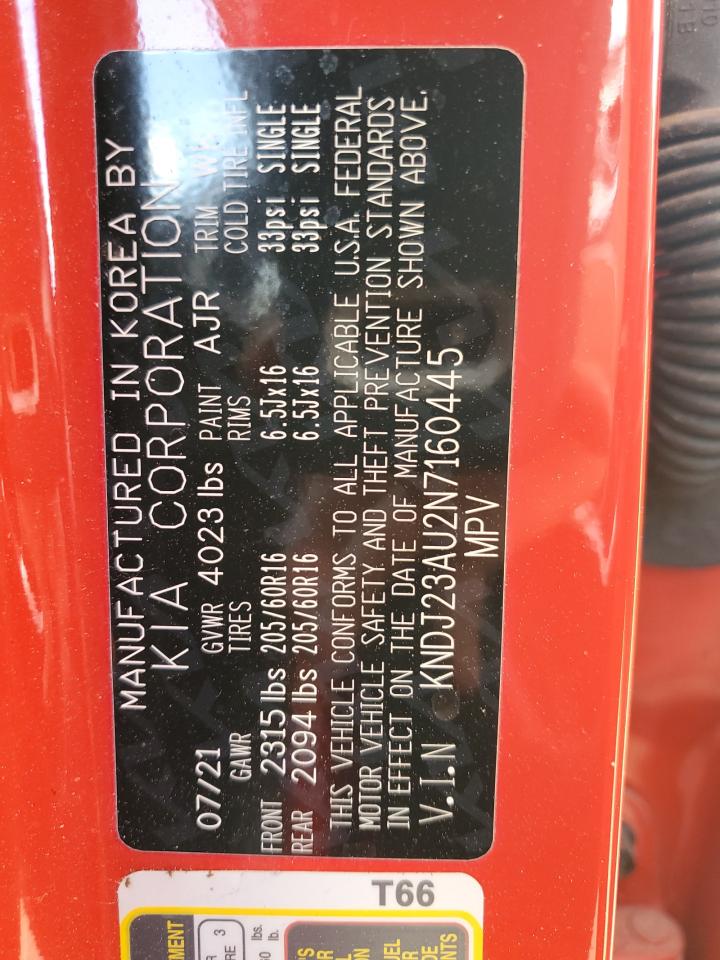 MANUFACTURED IN KOREA BY
KIA CORPORATION
07/21 GVWR 4023 lbs PAINT AJR TRIM
GAWR TIRES RIMS COLD TIRE INFL
FRONT 2315 lbs 205/60R16 6.5Jx16 33psi SINGLE
REAR 2094 lbs 205/60R16 6.5Jx16 33psi SINGLE
THIS VEHICLE CONFORMS TO ALL APPLICABLE U.S.A. FEDERAL
MOTOR VEHICLE SAFETY AND THEFT PREVENTION STANDARDS
IN EFFECT ON THE DATE OF MANUFACTURE SHOWN ABOVE.
V.I.N KNDJ23AU2N7160445
MPV
T66